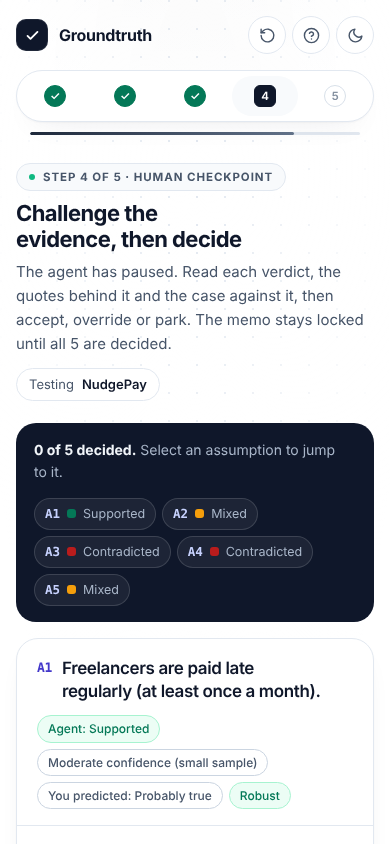 Groundtruth
4
5
STEP 4 OF 5 · HUMAN CHECKPOINT
Challenge the
evidence, then decide
The agent has paused. Read each verdict, the
quotes behind it and the case against it, then
accept, override or park. The memo stays locked
until all 5 are decided.
Testing NudgePay
0 of 5 decided. Select an assumption to jump
to it.
A1 Supported
A2 Mixed
A3 Contradicted
A4 Contradicted
A5 Mixed
A1 Freelancers are paid late
regularly (at least once a month).
Agent: Supported
Moderate confidence (small sample)
You predicted: Probably true
Robust